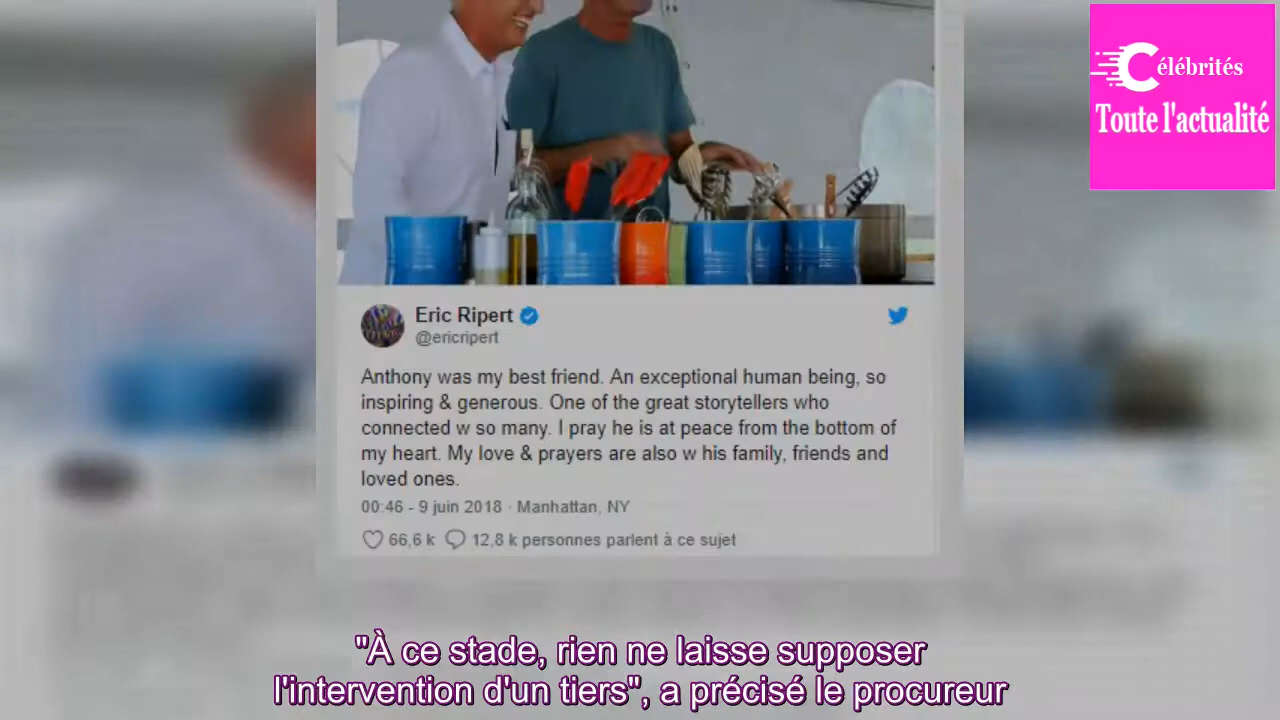 Célébrités
Toute l'actualité
Eric Ripert
@ericripert
Anthony was my best friend. An exceptional human being, so
inspiring & generous. One of the great storytellers who
connected w so many. I pray he is at peace from the bottom of
my heart. My love & prayers are also w his family, friends and
loved ones.
00:46 - 9 juin 2018 · Manhattan, NY
66,6 k 12,8 k personnes parlent à ce sujet
"À ce stade, rien ne laisse supposer
l'intervention d'un tiers", a précisé le procureur